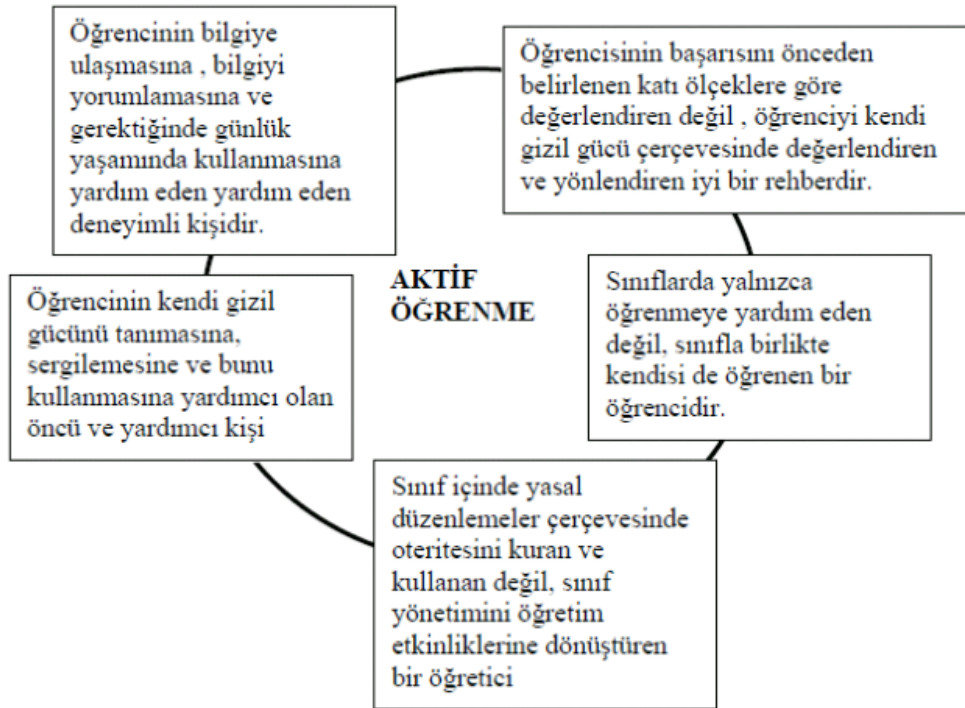 Öğrencinin bilgiye
ulaşmasına , bilgiyi
yorumlamasına ve
gerektiğinde günlük
yaşamında kullanmasına
yardım eden yardım eden
deneyimli kişidir.
Öğrencisinin başarısını önceden
belirlenen katı ölçeklere göre
değerlendiren değil , öğrenciyi kendi
gizil gücü çerçevesinde değerlendiren
ve yönlendiren iyi bir rehberdir.
AKTİF
ÖĞRENME
Öğrencinin kendi gizil
gücünü tanımasına,
sergilemesine ve bunu
kullanmasına yardımcı olan
öncü ve yardımcı kişi
Sınıflarda yalnızca
öğrenmeye yardım eden
değil, sınıfla birlikte
kendisi de öğrenen bir
öğrencidir.
Sınıf içinde yasal
düzenlemeler çerçevesinde
oteritesini kuran ve
kullanan değil, sınıf
yönetimini öğretim
etkinliklerine dönüştüren
bir öğretici